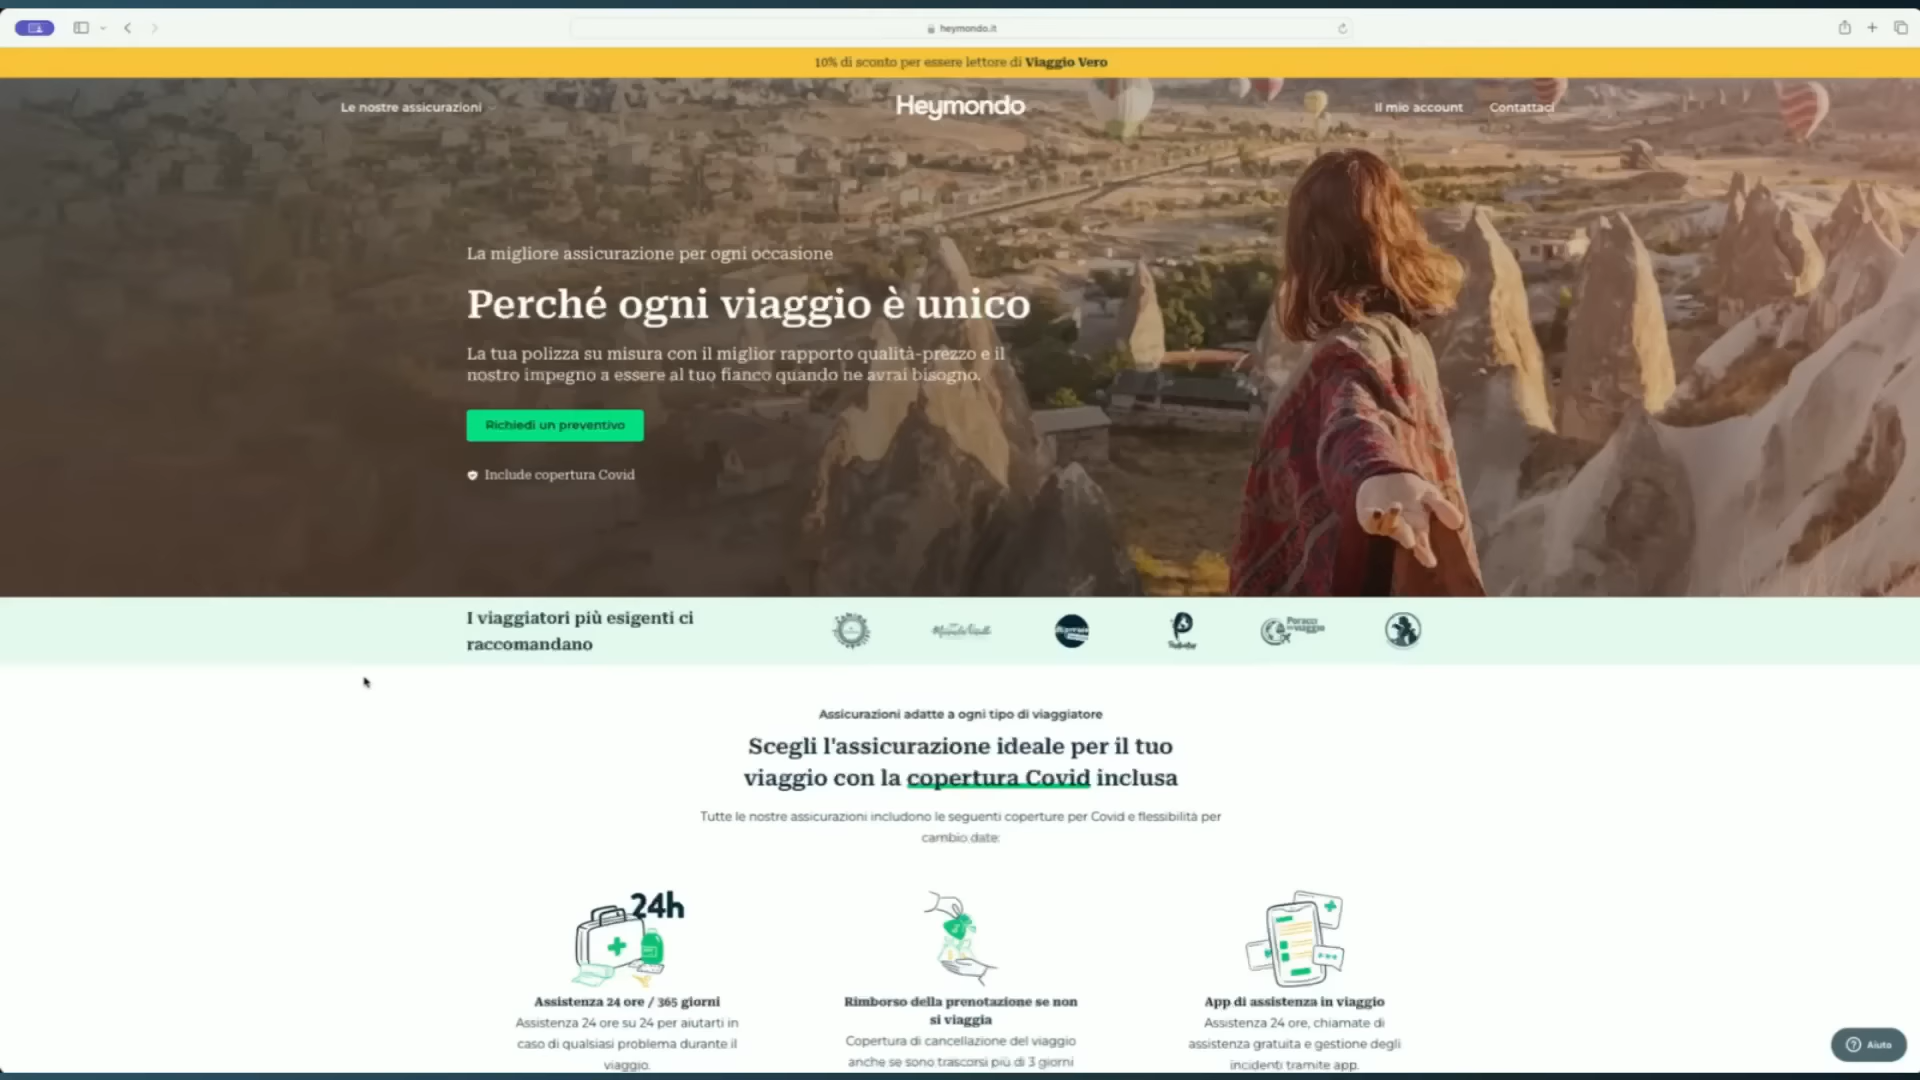 heymondo.it
10% di sconto per essere lettore di Viaggio Vero
Le nostre assicurazioni
Heymondo
Il mio account
Contattaci
La migliore assicurazione per ogni occasione
Perché ogni viaggio è unico
La tua polizza su misura con il miglior rapporto qualità-prezzo e il
nostro impegno a essere al tuo fianco quando ne avrai bisogno.
Richiedi un preventivo
Include copertura Covid
I viaggiatori più esigenti ci
raccomandano
Poraco
in viaggio
Assicurazioni adatte a ogni tipo di viaggiatore
Scegli l'assicurazione ideale per il tuo
viaggio con la copertura Covid inclusa
Tutte le nostre assicurazioni includono le seguenti coperture per Covid e flessibilità per
cambio date:
24h
Assistenza 24 ore / 365 giorni
Assistenza 24 ore su 24 per aiutarti in
caso di qualsiasi problema durante il
viaggio.
Rimborso della prenotazione se non
si viaggia
Copertura di cancellazione del viaggio
anche se sono trascorsi più di 3 giorni
App di assistenza in viaggio
Assistenza 24 ore, chiamate di
assistenza gratuita e gestione degli
incidenti tramite app.
Aiuto